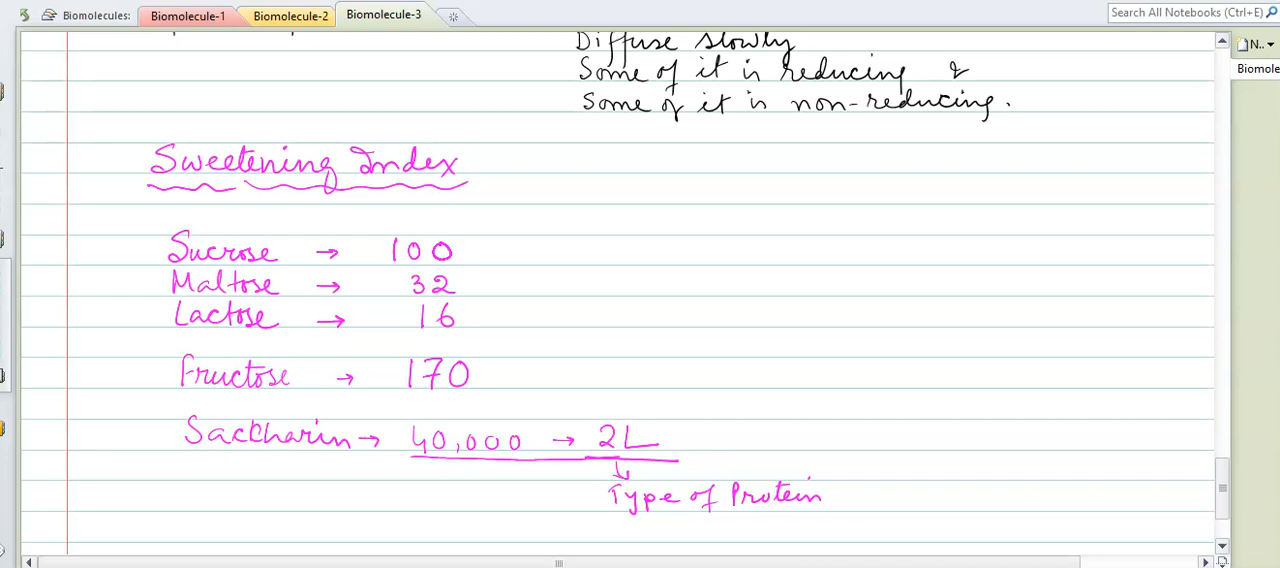 Biomolecules: Biomolecule-1 Biomolecule-2 Biomolecule-3 Search All Notebooks (Ctrl+E)
N..
Biomole
Diffuse slowly
Some of it is reducing &
Some of it is non-reducing.
Sweetening Index
Sucrose → 100
Maltose → 32
Lactose → 16
Fructose → 170
Saccharin → 40,000 → 2L
Type of Protein